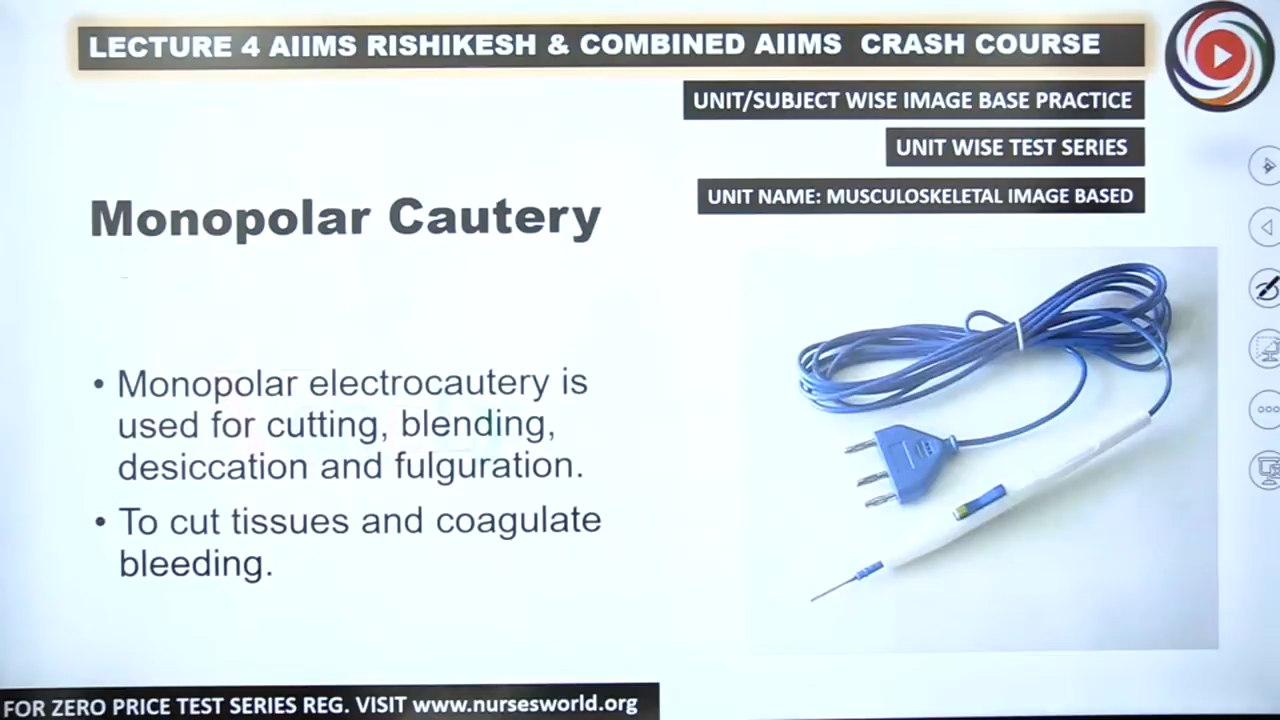 LECTURE 4 AIIMS RISHIKESH & COMBINED AIIMS CRASH COURSE
UNIT/SUBJECT WISE IMAGE BASE PRACTICE
UNIT WISE TEST SERIES
UNIT NAME: MUSCULOSKELETAL IMAGE BASED
Monopolar Cautery
• Monopolar electrocautery is
used for cutting, blending,
desiccation and fulguration.
• To cut tissues and coagulate
bleeding.
FOR ZERO PRICE TEST SERIES REG. VISIT www.nursesworld.org